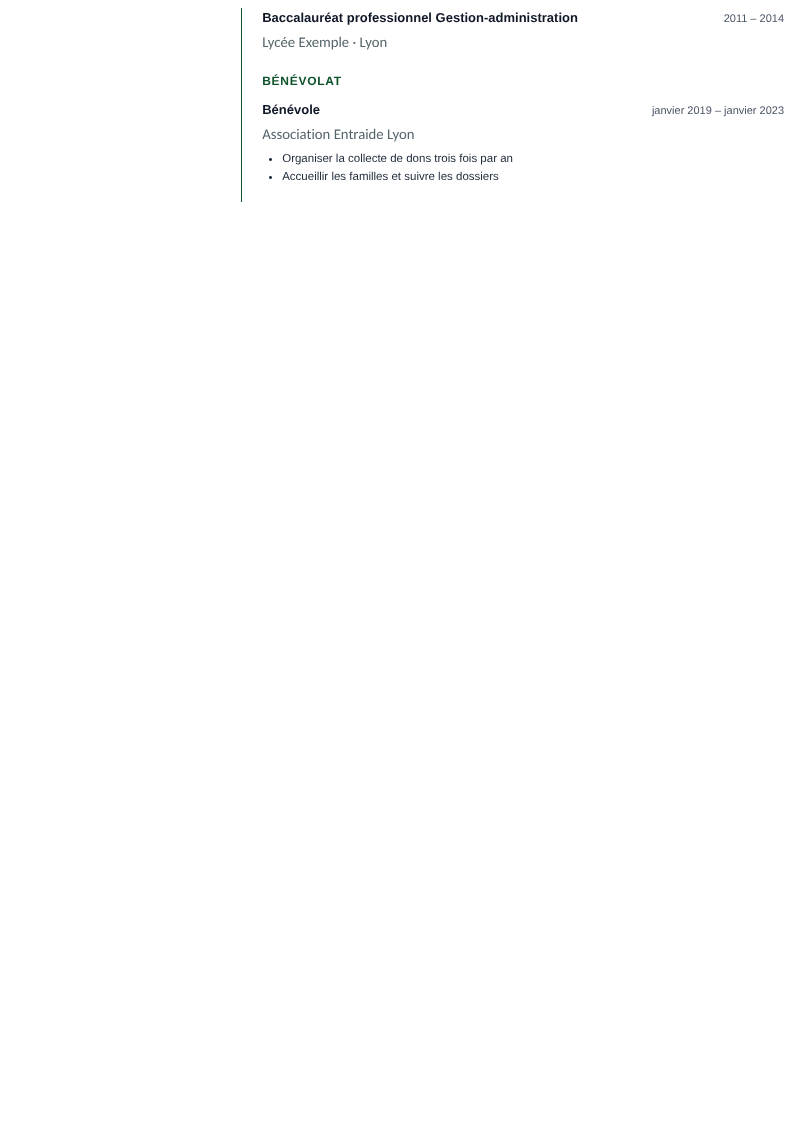 Baccalauréat professionnel Gestion-administration 2011 – 2014
Lycée Exemple · Lyon
BÉNÉVOLAT
Bénévole janvier 2019 – janvier 2023
Association Entraide Lyon
• Organiser la collecte de dons trois fois par an
• Accueillir les familles et suivre les dossiers